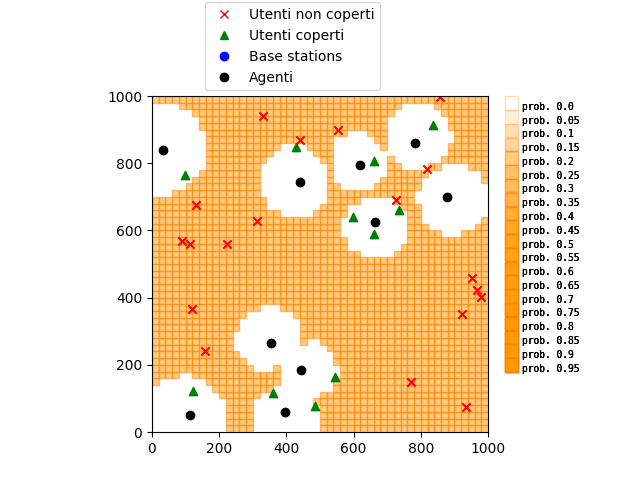 Utenti non coperti
Utenti coperti
Base stations
Agenti
1000
800
600
400
200
0
0 200 400 600 800 1000
prob. 0.0
prob. 0.05
prob. 0.1
prob. 0.15
prob. 0.2
prob. 0.25
prob. 0.3
prob. 0.35
prob. 0.4
prob. 0.45
prob. 0.5
prob. 0.55
prob. 0.6
prob. 0.65
prob. 0.7
prob. 0.75
prob. 0.8
prob. 0.85
prob. 0.9
prob. 0.95